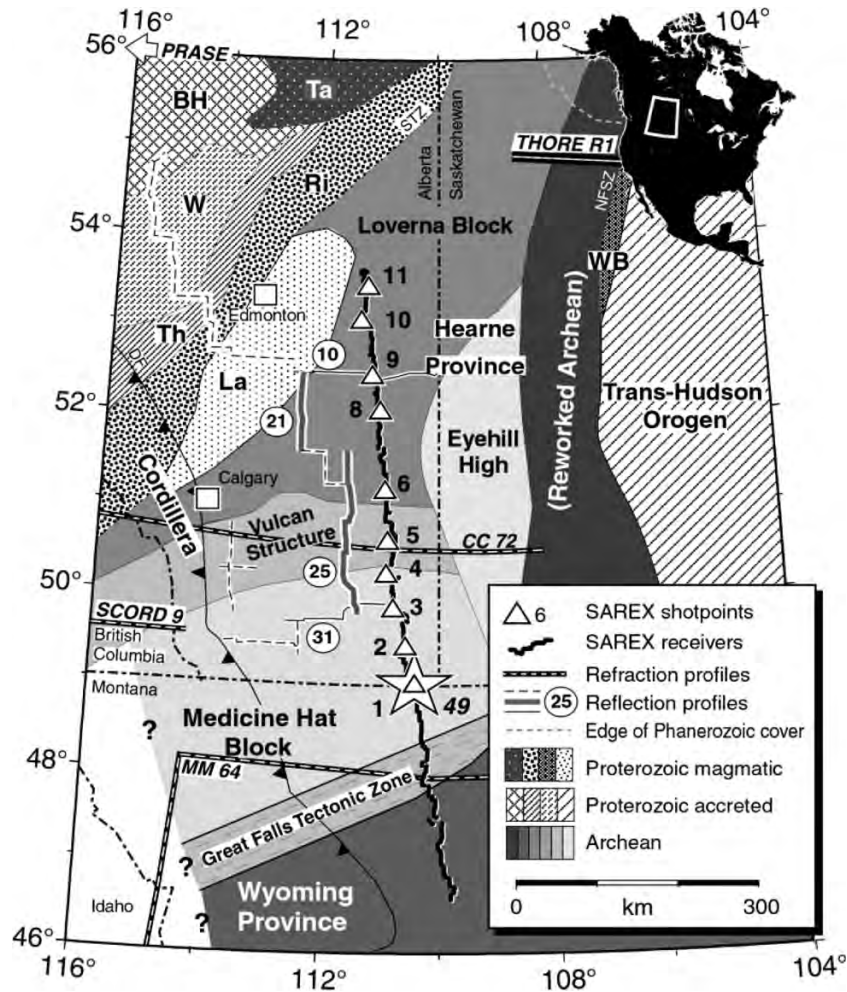 116°
112°
108°
104°
56°
PRASE
BH
Ta
STZ
Ri
Alberta
Saskatchewan
THORE R1
NFSZ
W
54°
Loverna Block
WB
11
Edmonton
10
Hearne
Province
Th
10
9
La
52°
21
8
Trans-Hudson
Orogen
(Reworked Archean)
Eyehill
High
Cordillera
Calgary
6
Vulcan
Structure
5
CC 72
50°
25
4
SCORD 9
3
British
Columbia
31
2
Montana
1
49
?
Medicine Hat
Block
48°
MM 64
Great Falls Tectonic Zone
?
Wyoming
Province
Idaho
?
46°
116°
112°
108°
104°
6 SAREX shotpoints
SAREX receivers
Refraction profiles
25 Reflection profiles
Edge of Phanerozoic cover
Proterozoic magmatic
Proterozoic accreted
Archean
0 300
km